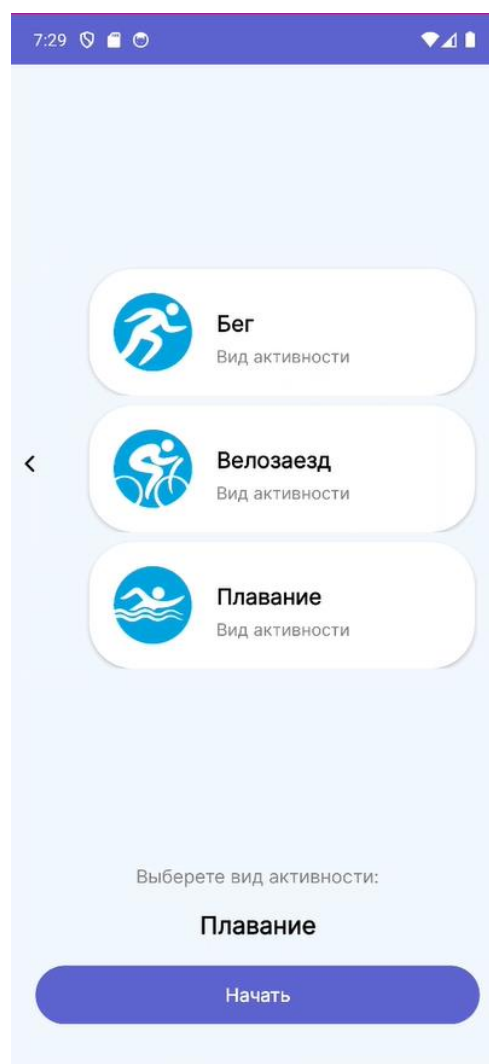 7:29
Бег
Вид активности
Велозаезд
Вид активности
Плавание
Вид активности
Выберете вид активности:
Плавание
Начать